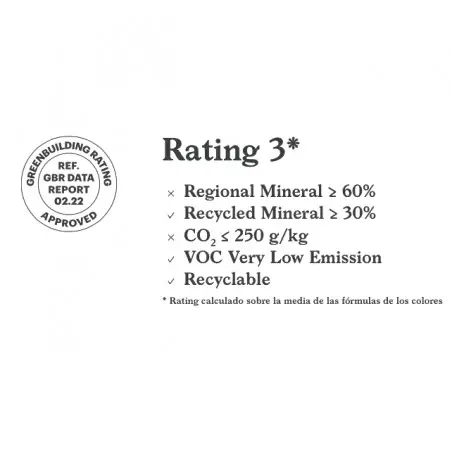 GREENBUILDING RATING
REF.
GBR DATA
REPORT
02.22
APPROVED
Rating 3*
× Regional Mineral ≥ 60%
✓ Recycled Mineral ≥ 30%
× CO₂ ≤ 250 g/kg
✓ VOC Very Low Emission
✓ Recyclable
* Rating calculado sobre la media de las fórmulas de los colores